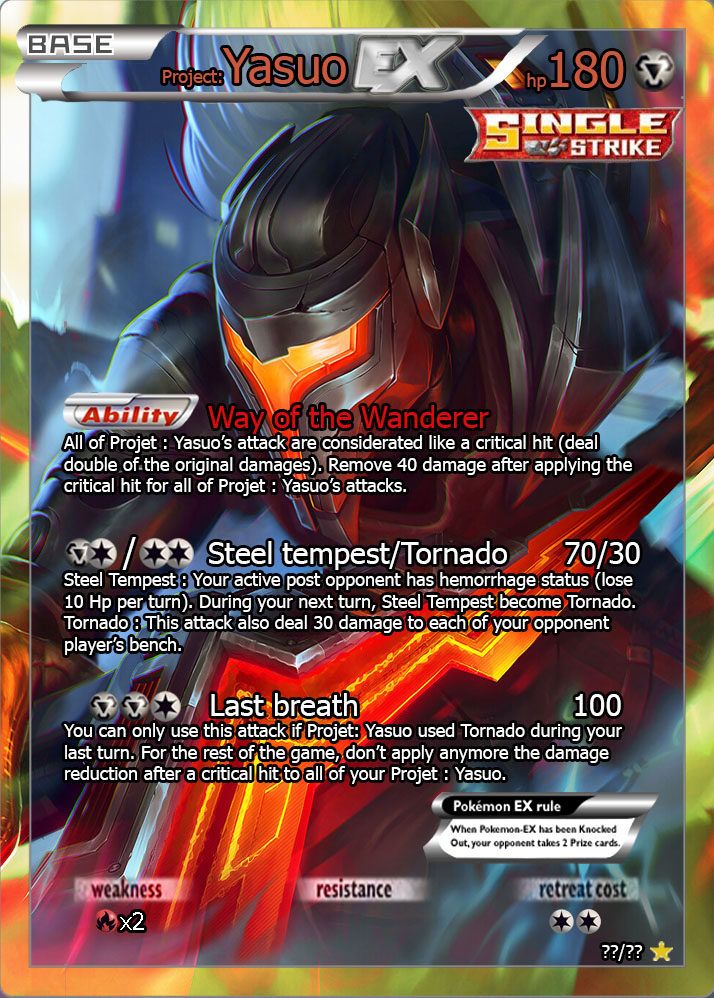 BASE
Project: Yasuo EX hp 180
SINGLE
STRIKE
Ability Way of the Wanderer
All of Projet : Yasuo's attack are considerated like a critical hit (deal
double of the original damages). Remove 40 damage after applying the
critical hit for all of Projet : Yasuo's attacks.
/ Steel tempest/Tornado 70/30
Steel Tempest : Your active post opponent has hemorrhage status (lose
10 Hp per turn). During your next turn, Steel Tempest become Tornado.
Tornado : This attack also deal 30 damage to each of your opponent
player's bench.
Last breath 100
You can only use this attack if Projet: Yasuo used Tornado during your
last turn. For the rest of the game, don't apply anymore the damage
reduction after a critical hit to all of your Projet : Yasuo.
Pokémon EX rule
When Pokemon-EX has been Knocked
Out, your opponent takes 2 Prize cards.
weakness resistance retreat cost
x2
??/??